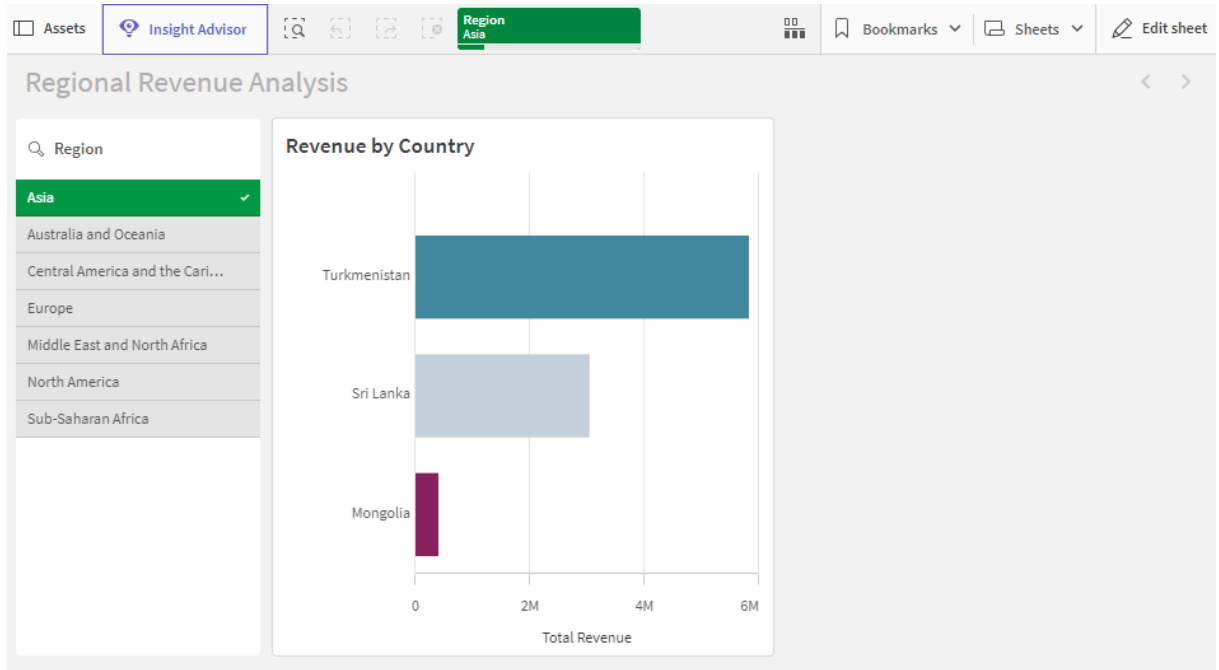 Assets
Insight Advisor
Region
Asia
Bookmarks
Sheets
Edit sheet
Regional Revenue Analysis
Region
Asia
Australia and Oceania
Central America and the Cari...
Europe
Middle East and North Africa
North America
Sub-Saharan Africa
Revenue by Country
Turkmenistan
Sri Lanka
Mongolia
0 2M 4M 6M
Total Revenue